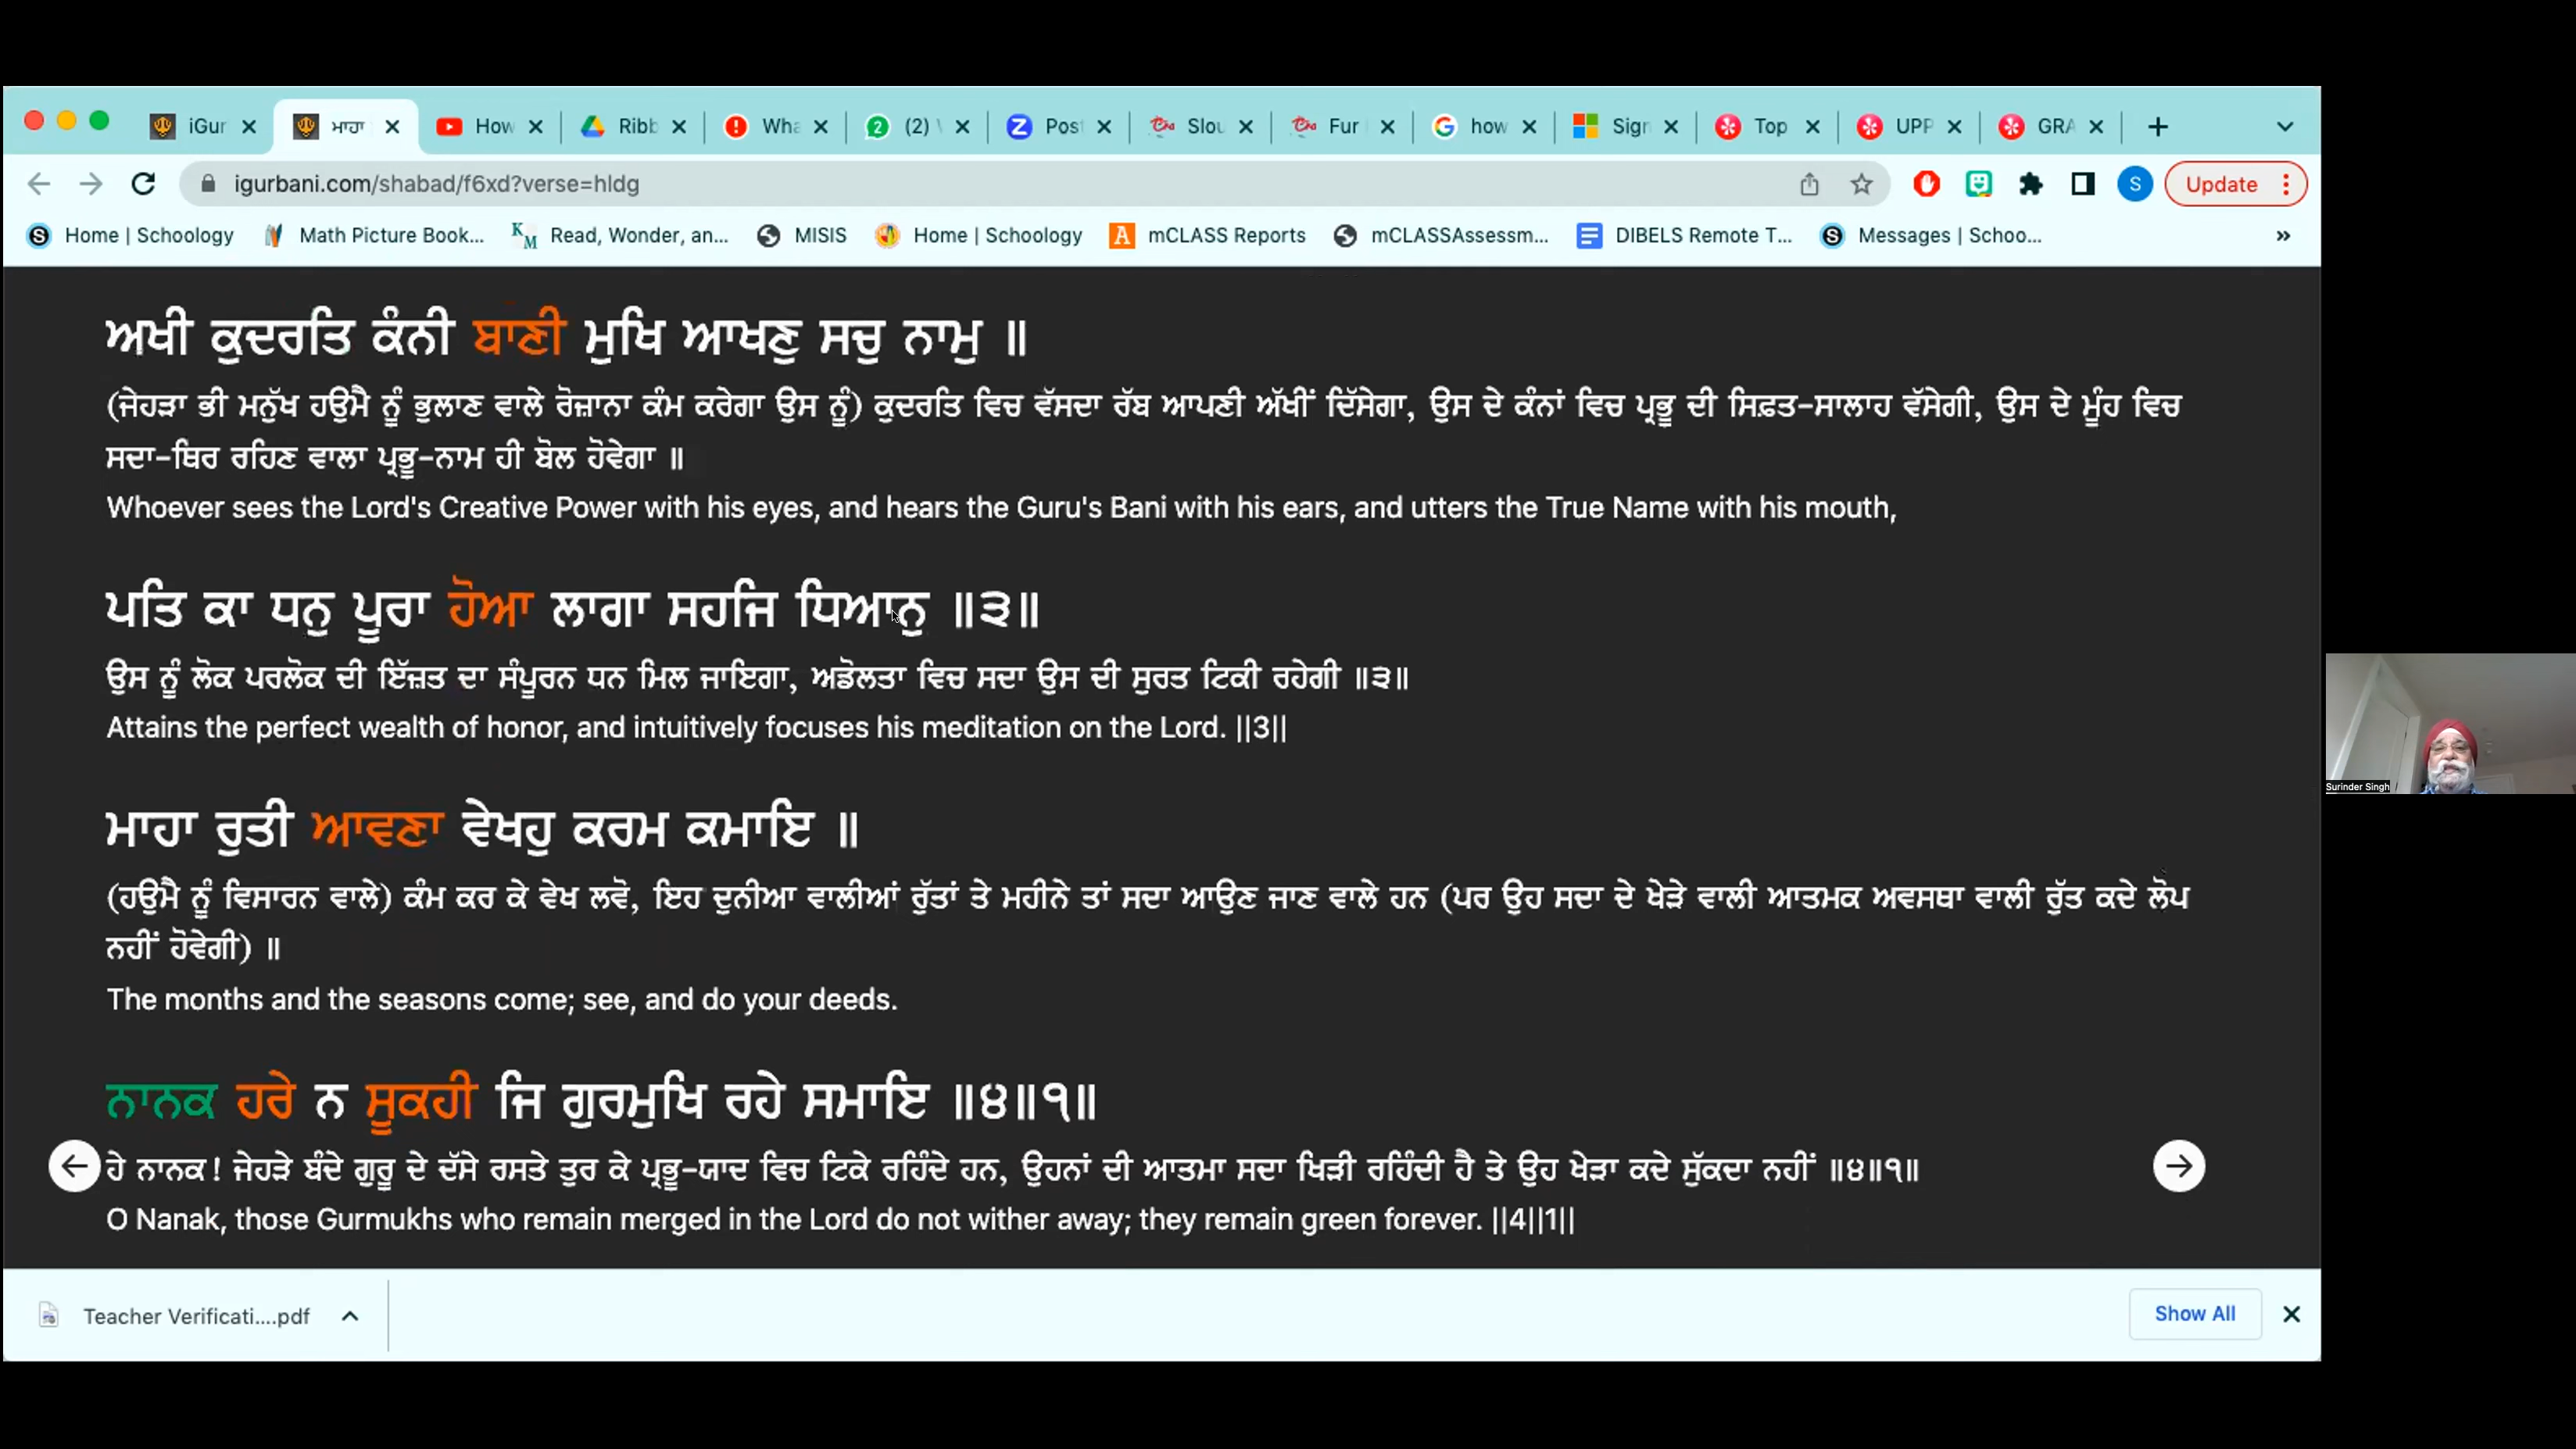 iGur
ਮਾਹਾ
How
Ribb
Wha
(2)
Post
Slou
Fur
how
Sign
Top
UPP
GRA
igurbani.com/shabad/f6xd?verse=hldg
S
Update
Home | Schoology
Math Picture Book...
KM
Read, Wonder, an...
MISIS
Home | Schoology
mCLASS Reports
mCLASSAssessm...
DIBELS Remote T...
Messages | Schoo...
»
ਅਖੀ ਕੁਦਰਤਿ ਕੰਨੀ ਬਾਣੀ ਮੁਖਿ ਆਖਣੁ ਸਚੁ ਨਾਮੁ ॥
(ਜੇਹੜਾ ਭੀ ਮਨੁੱਖ ਹਉਮੈ ਨੂੰ ਭੁਲਾਣ ਵਾਲੇ ਰੋਜ਼ਾਨਾ ਕੰਮ ਕਰੇਗਾ ਉਸ ਨੂੰ) ਕੁਦਰਤਿ ਵਿਚ ਵੱਸਦਾ ਰੱਬ ਆਪਣੀ ਅੱਖੀਂ ਦਿੱਸੇਗਾ, ਉਸ ਦੇ ਕੰਨਾਂ ਵਿਚ ਪ੍ਰਭੂ ਦੀ ਸਿਫ਼ਤ-ਸਾਲਾਹ ਵੱਸੇਗੀ, ਉਸ ਦੇ ਮੂੰਹ ਵਿਚ
ਸਦਾ-ਥਿਰ ਰਹਿਣ ਵਾਲਾ ਪ੍ਰਭੂ-ਨਾਮ ਹੀ ਬੋਲ ਹੋਵੇਗਾ ॥
Whoever sees the Lord's Creative Power with his eyes, and hears the Guru's Bani with his ears, and utters the True Name with his mouth,
ਪਤਿ ਕਾ ਧਨੁ ਪੂਰਾ ਹੋਆ ਲਾਗਾ ਸਹਜਿ ਧਿਆਨੁ ॥੩॥
ਉਸ ਨੂੰ ਲੋਕ ਪਰਲੋਕ ਦੀ ਇੱਜ਼ਤ ਦਾ ਸੰਪੂਰਨ ਧਨ ਮਿਲ ਜਾਇਗਾ, ਅਡੋਲਤਾ ਵਿਚ ਸਦਾ ਉਸ ਦੀ ਸੁਰਤ ਟਿਕੀ ਰਹੇਗੀ ॥੩॥
Attains the perfect wealth of honor, and intuitively focuses his meditation on the Lord. ||3||
ਮਾਹਾ ਰੁਤੀ ਆਵਣਾ ਵੇਖਹੁ ਕਰਮ ਕਮਾਇ ॥
(ਹਉਮੈ ਨੂੰ ਵਿਸਾਰਨ ਵਾਲੇ) ਕੰਮ ਕਰ ਕੇ ਵੇਖ ਲਵੋ, ਇਹ ਦੁਨੀਆ ਵਾਲੀਆਂ ਰੁੱਤਾਂ ਤੇ ਮਹੀਨੇ ਤਾਂ ਸਦਾ ਆਉਣ ਜਾਣ ਵਾਲੇ ਹਨ (ਪਰ ਉਹ ਸਦਾ ਦੇ ਖੇੜੇ ਵਾਲੀ ਆਤਮਕ ਅਵਸਥਾ ਵਾਲੀ ਰੁੱਤ ਕਦੇ ਲੋਪ
ਨਹੀਂ ਹੋਵੇਗੀ) ॥
The months and the seasons come; see, and do your deeds.
ਨਾਨਕ ਹਰੇ ਨ ਸੂਕਹੀ ਜਿ ਗੁਰਮੁਖਿ ਰਹੇ ਸਮਾਇ ॥੪॥੧॥
ਹੇ ਨਾਨਕ! ਜੇਹੜੇ ਬੰਦੇ ਗੁਰੂ ਦੇ ਦੱਸੇ ਰਸਤੇ ਤੁਰ ਕੇ ਪ੍ਰਭੂ-ਯਾਦ ਵਿਚ ਟਿਕੇ ਰਹਿੰਦੇ ਹਨ, ਉਹਨਾਂ ਦੀ ਆਤਮਾ ਸਦਾ ਖਿੜੀ ਰਹਿੰਦੀ ਹੈ ਤੇ ਉਹ ਖੇੜਾ ਕਦੇ ਸੁੱਕਦਾ ਨਹੀਂ ॥੪॥੧॥
O Nanak, those Gurmukhs who remain merged in the Lord do not wither away; they remain green forever. ||4||1||
Surinder Singh
Teacher Verificati....pdf
Show All